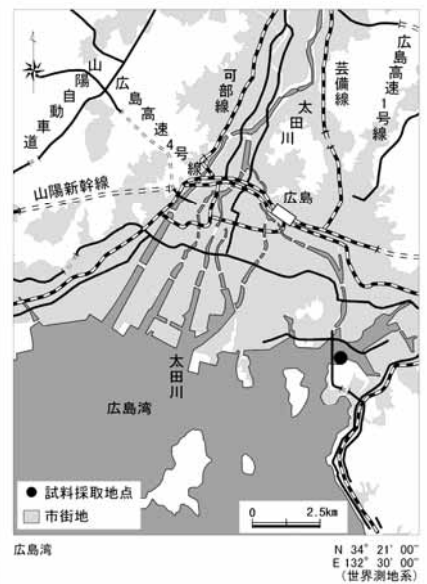 山陽自動車道
広島高速4号線
可部線
太田川
芸備線
広島高速1号線
山陽新幹線
広島
太田川
広島湾
● 試料採取地点
市街地
0 2.5km
広島湾
N 34° 21′ 00″
E 132° 30′ 00″
(世界測地系)